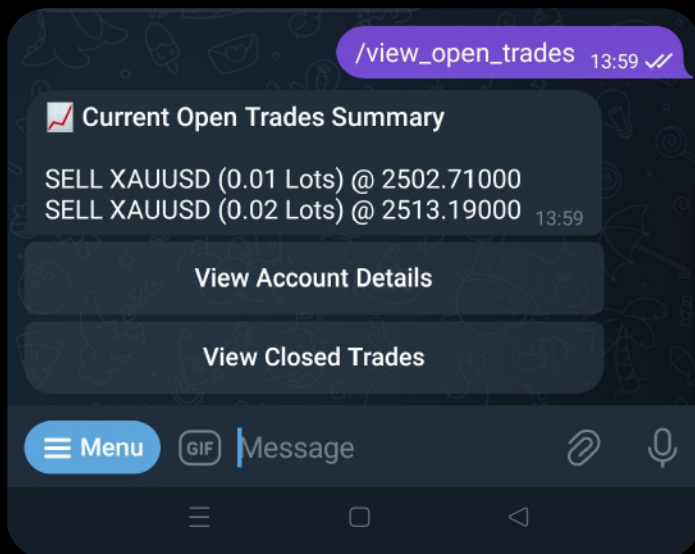 /view_open_trades 13:59
Current Open Trades Summary
SELL XAUUSD (0.01 Lots) @ 2502.71000
SELL XAUUSD (0.02 Lots) @ 2513.19000 13:59
View Account Details
View Closed Trades
Menu GIF Message